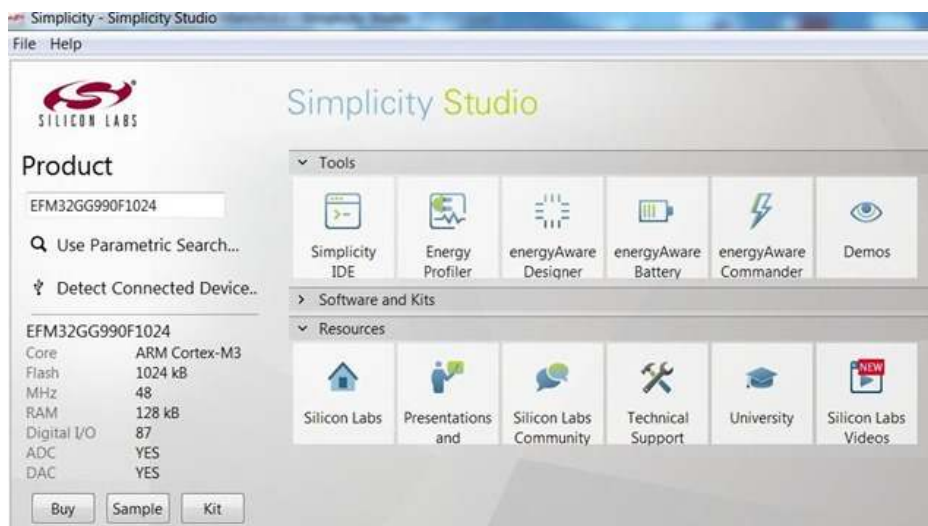 Simplicity - Simplicity Studio
File Help
SILICON LABS
Simplicity Studio
Product
EFM32GG990F1024
Use Parametric Search...
Detect Connected Device..
EFM32GG990F1024
Core ARM Cortex-M3
Flash 1024 kB
MHz 48
RAM 128 kB
Digital I/O 87
ADC YES
DAC YES
Buy Sample Kit
Tools
Simplicity
IDE
Energy
Profiler
energyAware
Designer
energyAware
Battery
energyAware
Commander
Demos
Software and Kits
Resources
Silicon Labs
Presentations
and
Silicon Labs
Community
Technical
Support
University
NEW
Silicon Labs
Videos